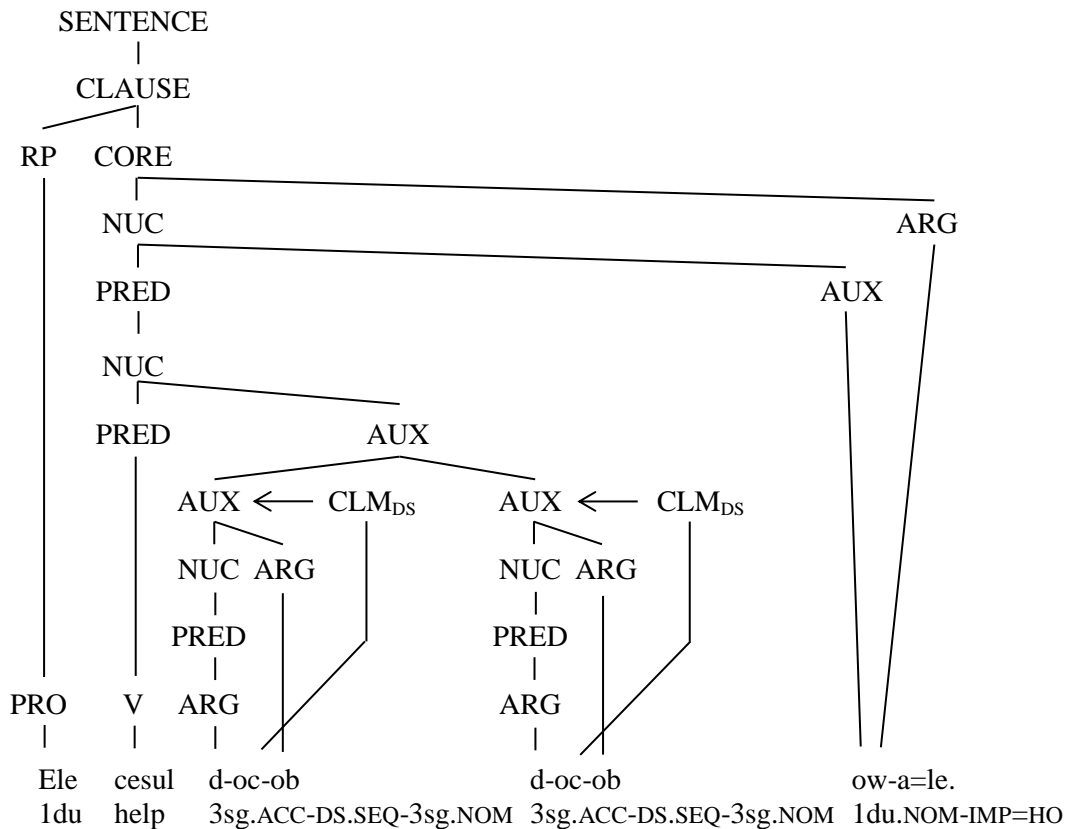 SENTENCE
CLAUSE
RP CORE
NUC ARG
PRED AUX
NUC
PRED AUX
AUX CLM_DS AUX CLM_DS
NUC ARG NUC ARG
PRED PRED
PRO V ARG ARG
Ele cesul d-oc-ob d-oc-ob ow-a=le.
1du help 3sg.ACC-DS.SEQ-3sg.NOM 3sg.ACC-DS.SEQ-3sg.NOM 1du.NOM-IMP=HO